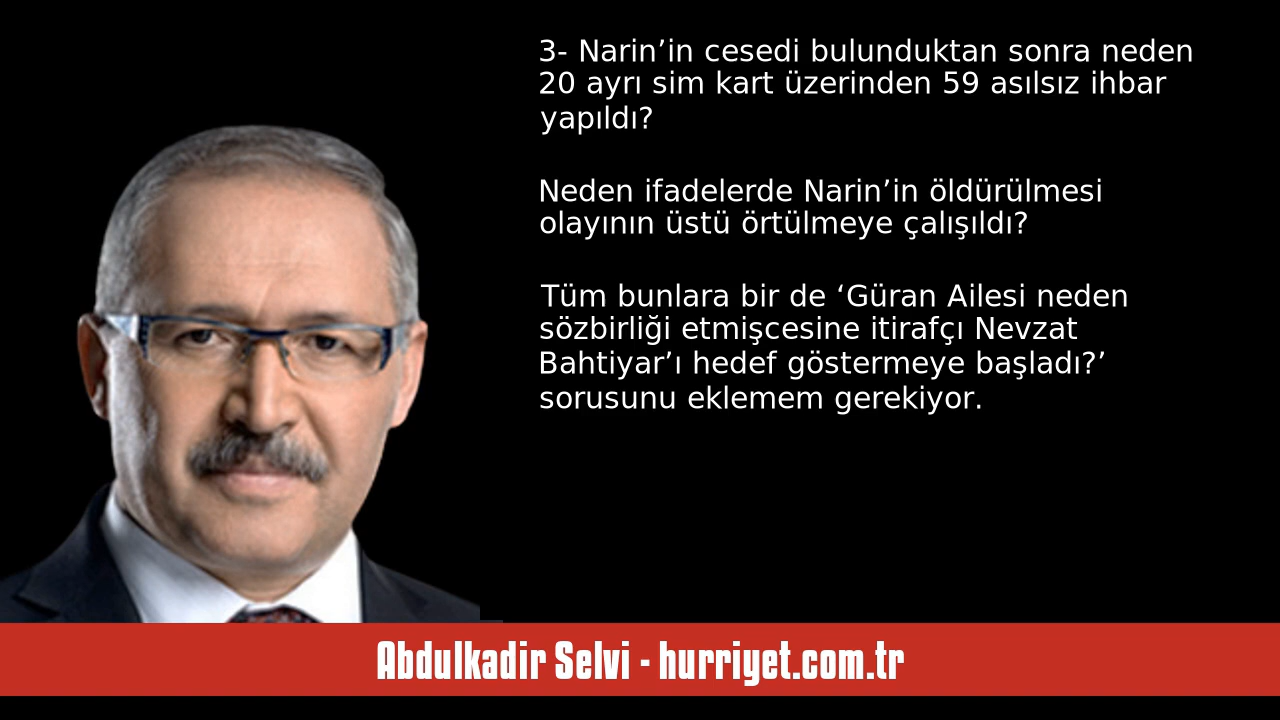 3- Narin’in cesedi bulunduktan sonra neden
20 ayrı sim kart üzerinden 59 asılsız ihbar
yapıldı?
Neden ifadelerde Narin’in öldürülmesi
olayının üstü örtülmeye çalışıldı?
Tüm bunlara bir de ‘Güran Ailesi neden
sözbirliği etmişcesine itirafçı Nevzat
Bahtiyar’ı hedef göstermeye başladı?’
sorusunu eklemem gerekiyor.
Abdulkadir Selvi - hurriyet.com.tr